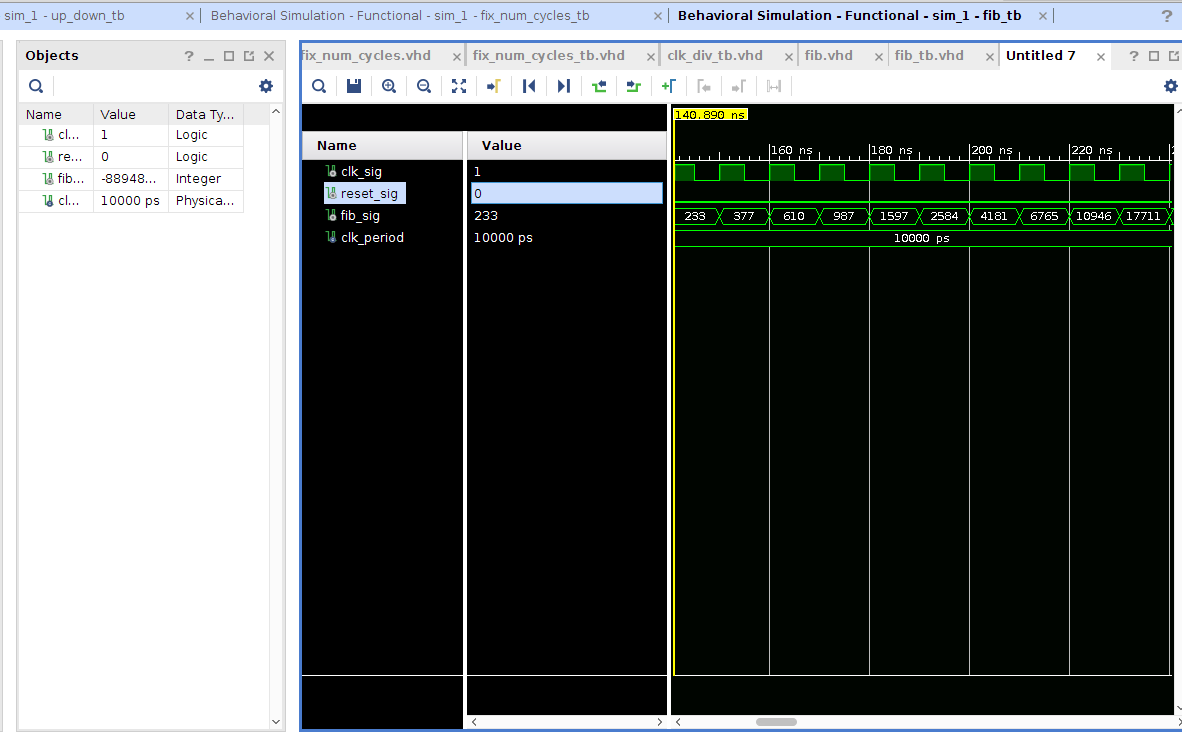 sim_1 - up_down_tb
Behavioral Simulation - Functional - sim_1 - fix_num_cycles_tb
Behavioral Simulation - Functional - sim_1 - fib_tb
?
Objects
?
Name Value Data Ty...
cl... 1 Logic
re... 0 Logic
fib... -88948... Integer
cl... 10000 ps Physica...
fix_num_cycles.vhd
fix_num_cycles_tb.vhd
clk_div_tb.vhd
fib.vhd
fib_tb.vhd
Untitled 7
?
Name Value
clk_sig 1
reset_sig 0
fib_sig 233
clk_period 10000 ps
140.890 ns
160 ns 180 ns 200 ns 220 ns
233 377 610 987 1597 2584 4181 6765 10946 17711
10000 ps